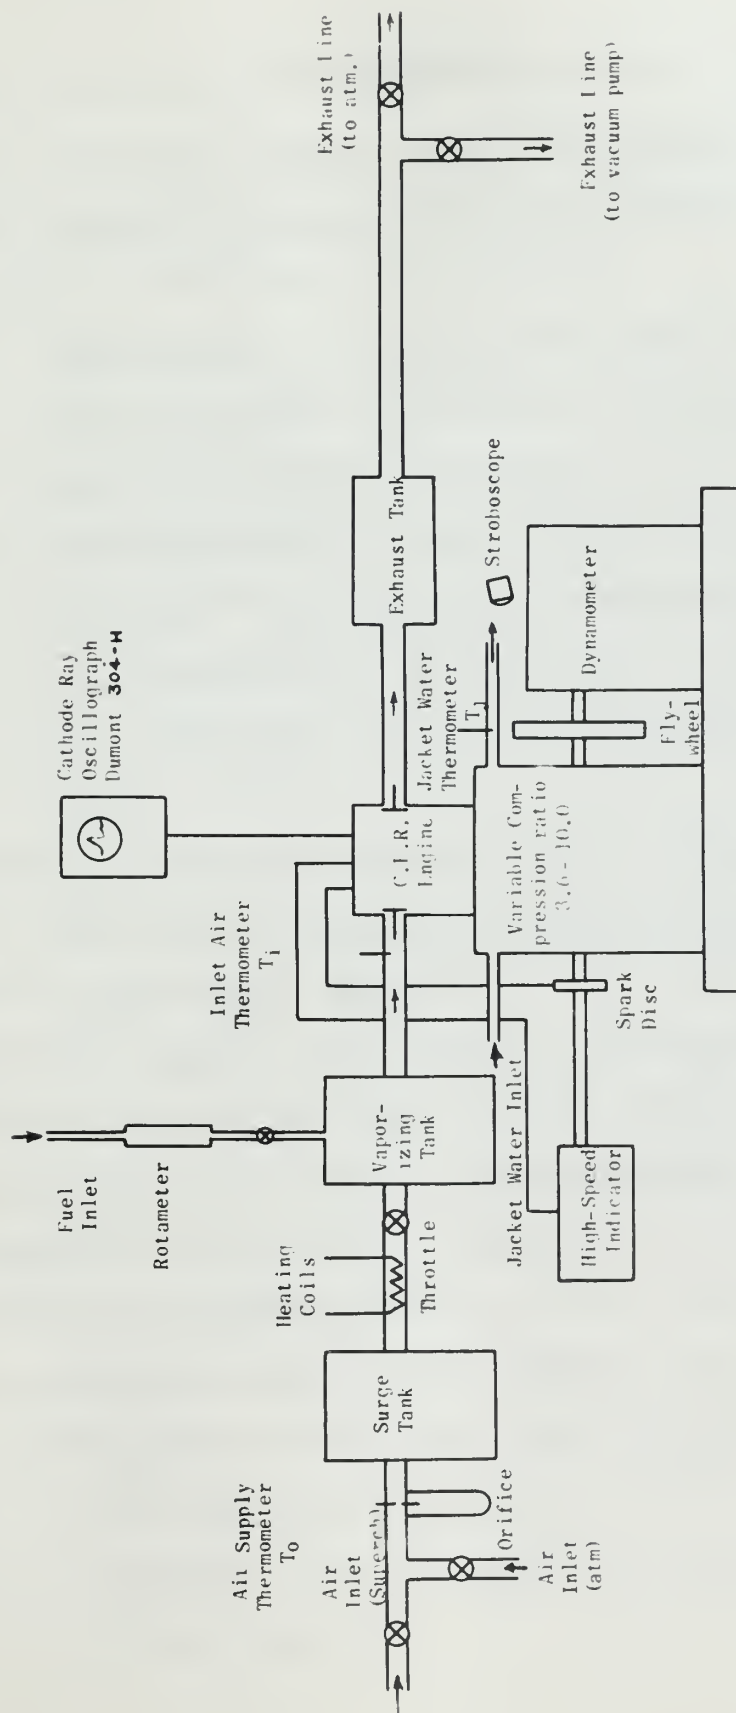 Cathode Ray
Oscillograph
Dumont 304-H
Exhaust Line
(to atm.)
Exhaust Line
(to vacuum pump)
Fuel
Inlet
Rotameter
Inlet Air
Thermometer
Ti
Jacket Water
Thermometer
TJ
Air Supply
Thermometer
To
Heating
Coils
Surge
Tank
Throttle
Vapor-
izing
Tank
C.F.R.
Engine
Exhaust Tank
Stroboscope
Air
Inlet
(Superch)
Orifice
Air
Inlet
(atm)
Jacket Water Inlet
Variable Com-
pression ratio
3.6- 10.0
High-Speed
Indicator
Spark
Disc
Fly-
wheel
Dynamometer